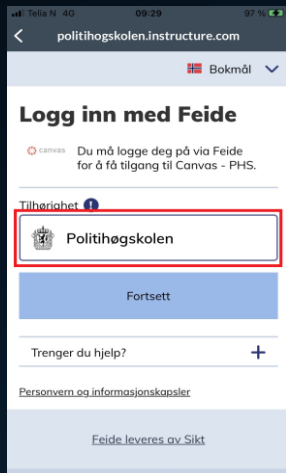 Telia N 4G 09:29 97 %
politihogskolen.instructure.com
Bokmål
Logg inn med Feide
canvas
Du må logge deg på via Feide
for å få tilgang til Canvas - PHS.
Tilhørighet
Politihøgskolen
Fortsett
Trenger du hjelp?
Personvern og informasjonskapsler
Feide leveres av Sikt